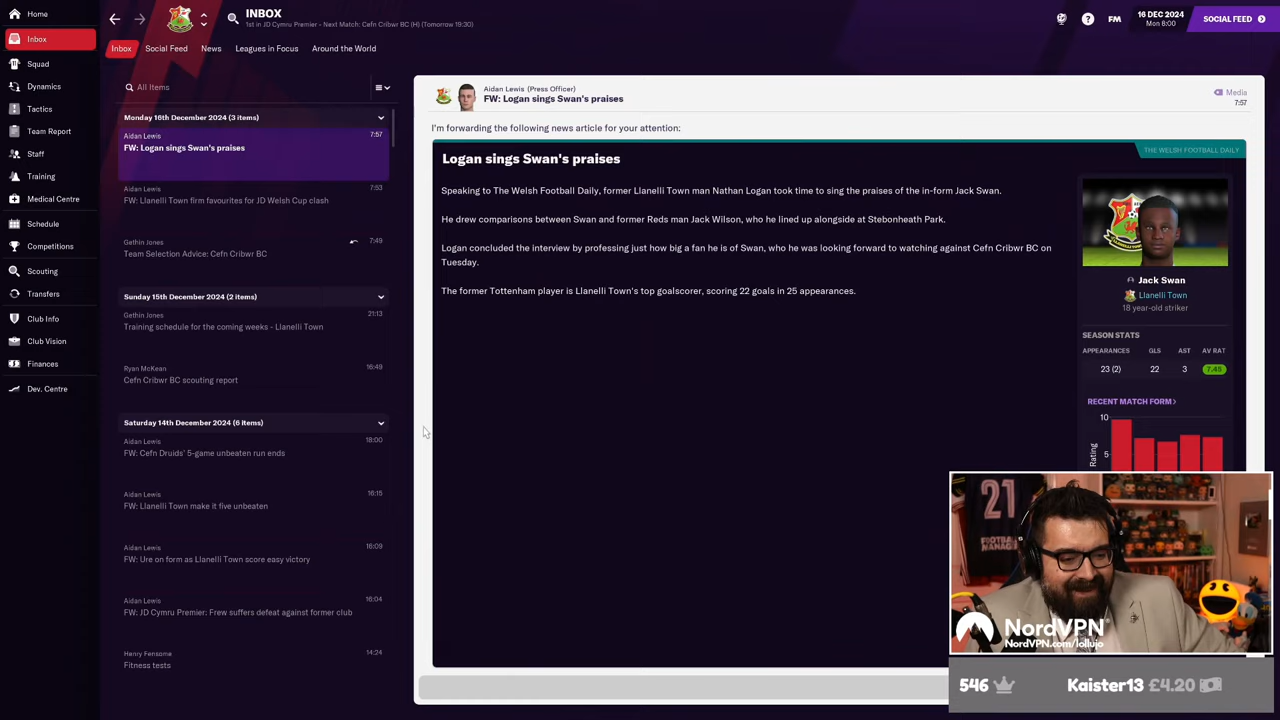 Home
Inbox
Squad
Dynamics
Tactics
Team Report
Staff
Training
Medical Centre
Schedule
Competitions
Scouting
Transfers
Club Info
Club Vision
Finances
Dev. Centre
INBOX
1st in JD Cymru Premier - Next Match: Cefn Cribwr BC (H) (Tomorrow 19:30)
FM
16 DEC 2024
Mon 8:00
SOCIAL FEED
Inbox Social Feed News Leagues in Focus Around the World
All Items
Monday 16th December 2024 (3 items)
Aidan Lewis 7:57
FW: Logan sings Swan's praises
Aidan Lewis 7:53
FW: Llanelli Town firm favourites for JD Welsh Cup clash
Gethin Jones 7:49
Team Selection Advice: Cefn Cribwr BC
Sunday 15th December 2024 (2 items)
Gethin Jones 21:13
Training schedule for the coming weeks - Llanelli Town
Ryan McKean 16:49
Cefn Cribwr BC scouting report
Saturday 14th December 2024 (6 items)
Aidan Lewis 18:00
FW: Cefn Druids' 5-game unbeaten run ends
Aidan Lewis 16:15
FW: Llanelli Town make it five unbeaten
Aidan Lewis 16:09
FW: Ure on form as Llanelli Town score easy victory
Aidan Lewis 16:04
FW: JD Cymru Premier: Frew suffers defeat against former club
Henry Fensome 14:24
Fitness tests
Aidan Lewis (Press Officer)
FW: Logan sings Swan's praises
Media
7:57
I'm forwarding the following news article for your attention:
THE WELSH FOOTBALL DAILY
Logan sings Swan's praises
Speaking to The Welsh Football Daily, former Llanelli Town man Nathan Logan took time to sing the praises of the in-form Jack Swan.
He drew comparisons between Swan and former Reds man Jack Wilson, who he lined up alongside at Stebonheath Park.
Logan concluded the interview by professing just how big a fan he is of Swan, who he was looking forward to watching against Cefn Cribwr BC on
Tuesday.
The former Tottenham player is Llanelli Town's top goalscorer, scoring 22 goals in 25 appearances.
Jack Swan
Llanelli Town
18 year-old striker
SEASON STATS
APPEARANCES GLS AST AV RAT
23 (2) 22 3 7.48
RECENT MATCH FORM
10
5
Rating
21
FOOTBALL
NordVPN
NordVPN.com/lollujo
546 Kaister13 £4.20